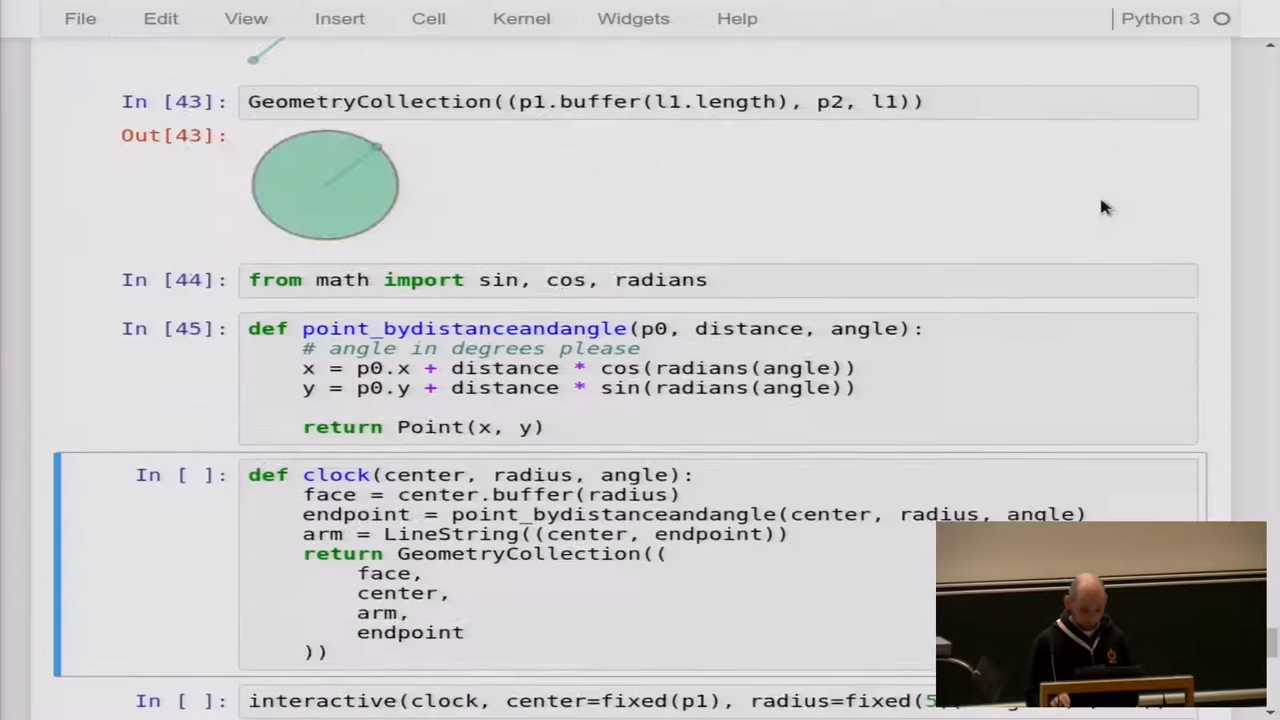 File Edit View Insert Cell Kernel Widgets Help Python 3
In [43]: GeometryCollection((p1.buffer(l1.length), p2, l1))
Out[43]:
In [44]: from math import sin, cos, radians
In [45]: def point_bydistanceandangle(p0, distance, angle):
# angle in degrees please
x = p0.x + distance * cos(radians(angle))
y = p0.y + distance * sin(radians(angle))
return Point(x, y)
In [ ]: def clock(center, radius, angle):
face = center.buffer(radius)
endpoint = point_bydistanceandangle(center, radius, angle)
arm = LineString((center, endpoint))
return GeometryCollection((
face,
center,
arm,
endpoint
))
In [ ]: interactive(clock, center=fixed(p1), radius=fixed(5